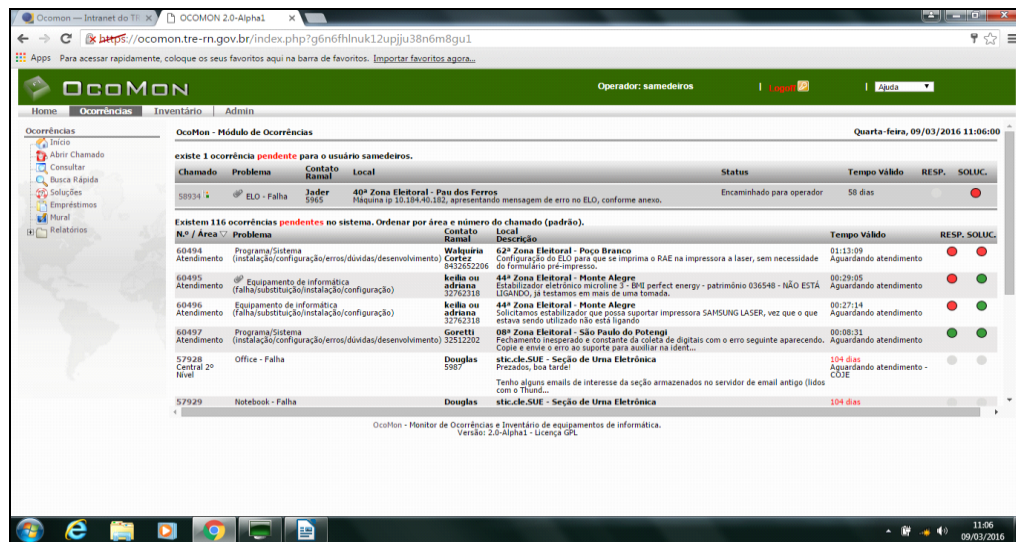 Ocomon — Intranet do TR
OCOMON 2.0-Alpha1
https://ocomon.tre-rn.gov.br/index.php?g6n6fhlnuk12upjju38n6m8gu1
Apps Para acessar rapidamente, coloque os seus favoritos aqui na barra de favoritos. Importar favoritos agora...
OcoMon
Operador: samedeiros | Logoff | Ajuda
Home Ocorrências Inventário Admin
Ocorrências
Início
Abrir Chamado
Consultar
Busca Rápida
Soluções
Empréstimos
Mural
Relatórios
OcoMon - Módulo de Ocorrências Quarta-feira, 09/03/2016 11:06:00
existe 1 ocorrência pendente para o usuário samedeiros.
Chamado Problema Contato Ramal Local Status Tempo Válido RESP. SOLUC.
58934 ELO - Falha Jader 5965 40ª Zona Eleitoral - Pau dos Ferros Encaminhado para operador 58 dias
Máquina ip 10.184.40.182, apresentando mensagem de erro no ELO, conforme anexo.
Existem 116 ocorrências pendentes no sistema. Ordenar por área e número do chamado (padrão).
N.º / Área Problema Contato Ramal Local Descrição Tempo Válido RESP. SOLUC.
60494 Atendimento
Programa/Sistema
(instalação/configuração/erros/dúvidas/desenvolvimento)
Walquíria Cortez 8432652206
62ª Zona Eleitoral - Poço Branco
Configuração do ELO para que se imprima o RAE na impressora a laser, sem necessidade
do formulário pré-impresso.
01:13:09
Aguardando atendimento
60495 Atendimento
Equipamento de informática
(falha/substituição/instalação/configuração)
keilia ou adriana 32762318
44ª Zona Eleitoral - Monte Alegre
Estabilizador eletrônico microline 3 - BMI perfect energy - patrimônio 036548 - NÃO ESTÁ
LIGANDO, já testamos em mais de uma tomada.
00:29:05
Aguardando atendimento
60496 Atendimento
Equipamento de informática
(falha/substituição/instalação/configuração)
keilia ou adriana 32762318
44ª Zona Eleitoral - Monte Alegre
Solicitamos estabilizador que possa suportar impressora SAMSUNG LASER, vez que o que
estava sendo utilizado não está ligando
00:27:14
Aguardando atendimento
60497 Atendimento
Programa/Sistema
(instalação/configuração/erros/dúvidas/desenvolvimento)
Goretti 32512202
08ª Zona Eleitoral - São Paulo do Potengi
Fechamento inesperado e constante da coleta de digitais com o erro seguinte aparecendo.
Copie e envie o erro ao suporte para auxiliar na ident...
00:08:31
Aguardando atendimento
57928 Central 2º Nível
Office - Falha
Douglas 5987
stic.cle.SUE - Seção de Urna Eletrônica
Prezados, boa tarde!
Tenho alguns emails de interesse da seção armazenados no servidor de email antigo (lidos
com o Thund...
104 dias
Aguardando atendimento -
COJE
57929 Notebook - Falha Douglas stic.cle.SUE - Seção de Urna Eletrônica 104 dias
OcoMon - Monitor de Ocorrências e Inventário de equipamentos de informática.
Versão: 2.0-Alpha1 - Licença GPL
11:06
09/03/2016